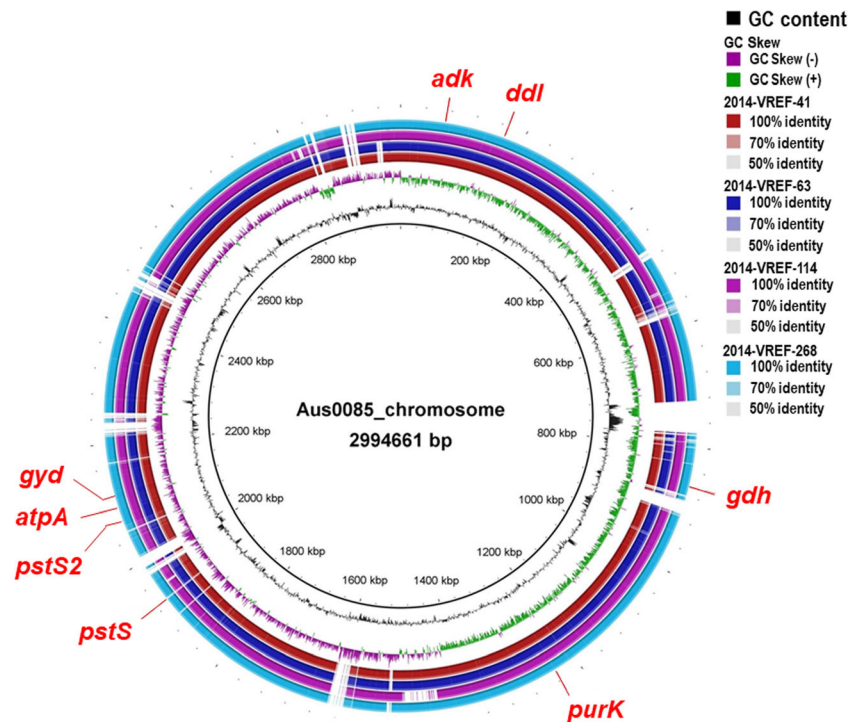 adk
ddl
gyd
atpA
pstS2
pstS
purK
gdh
2800 kbp
200 kbp
2600 kbp
400 kbp
2400 kbp
600 kbp
Aus0085_chromosome
2994661 bp
2200 kbp
800 kbp
2000 kbp
1000 kbp
1800 kbp
1200 kbp
1600 kbp
1400 kbp
GC content
GC Skew
GC Skew (-)
GC Skew (+)
2014-VREF-41
100% identity
70% identity
50% identity
2014-VREF-63
100% identity
70% identity
50% identity
2014-VREF-114
100% identity
70% identity
50% identity
2014-VREF-268
100% identity
70% identity
50% identity